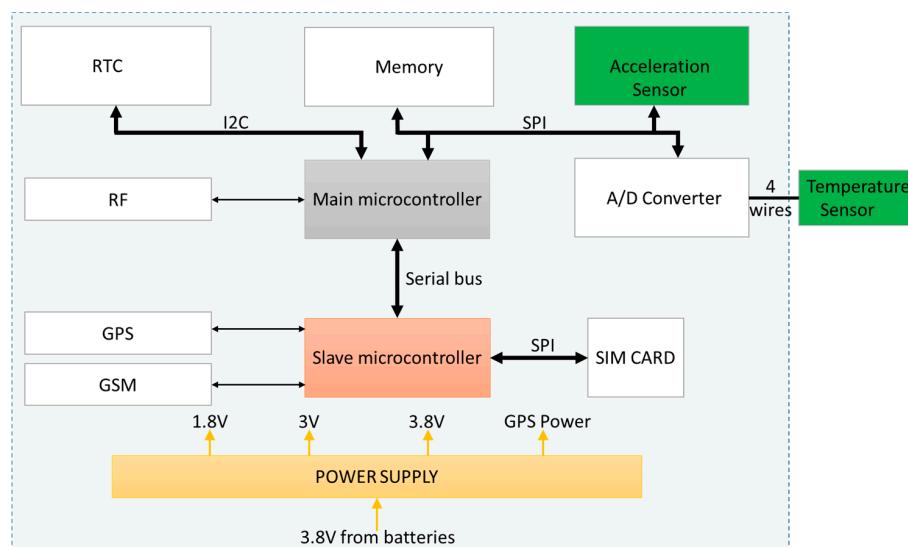 RTC
Memory
Acceleration
Sensor
I2C
SPI
RF
Main microcontroller
A/D Converter
4
wires
Temperature
Sensor
Serial bus
GPS
GSM
Slave microcontroller
SPI
SIM CARD
1.8V
3V
3.8V
GPS Power
POWER SUPPLY
3.8V from batteries